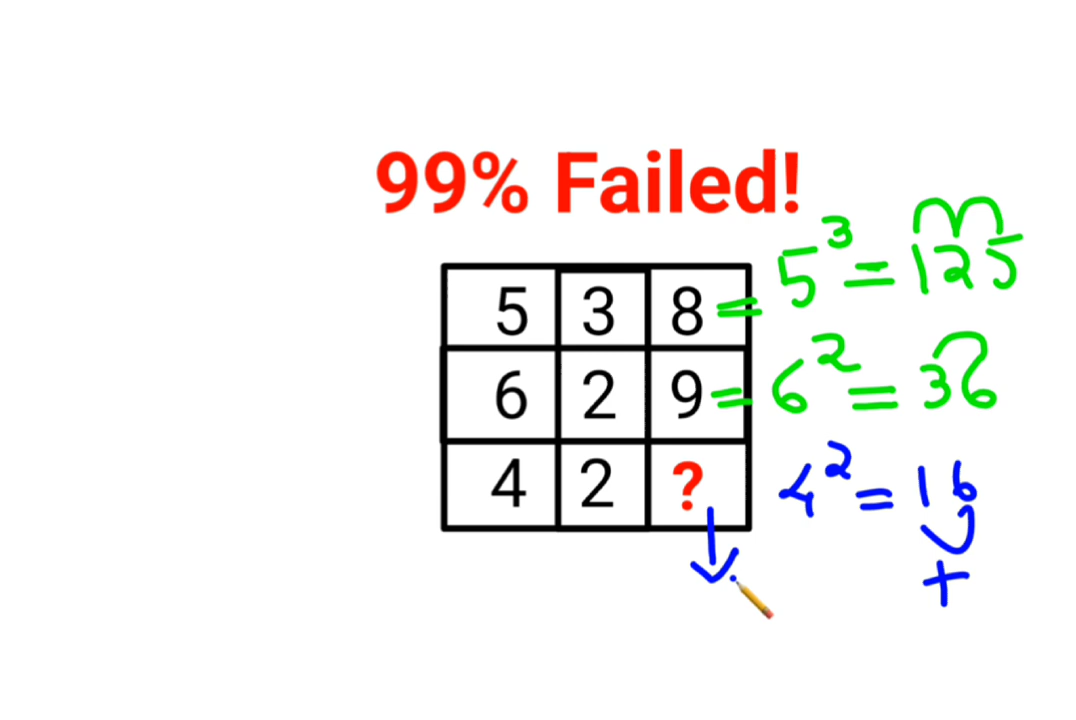 99% Failed!
5 3 8 = 5³ = 125
6 2 9 = 6² = 36
4 2 ? 4² = 16
+